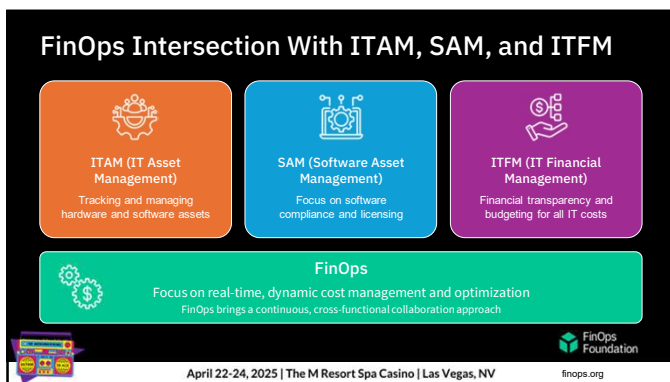 FinOps Intersection With ITAM, SAM, and ITFM
ITAM (IT Asset
Management)
Tracking and managing
hardware and software assets
SAM (Software Asset
Management)
Focus on software
compliance and licensing
ITFM (IT Financial
Management)
Financial transparency and
budgeting for all IT costs
FinOps
Focus on real-time, dynamic cost management and optimization
FinOps brings a continuous, cross-functional collaboration approach
FinOps
Foundation
April 22-24, 2025 | The M Resort Spa Casino | Las Vegas, NV
finops.org